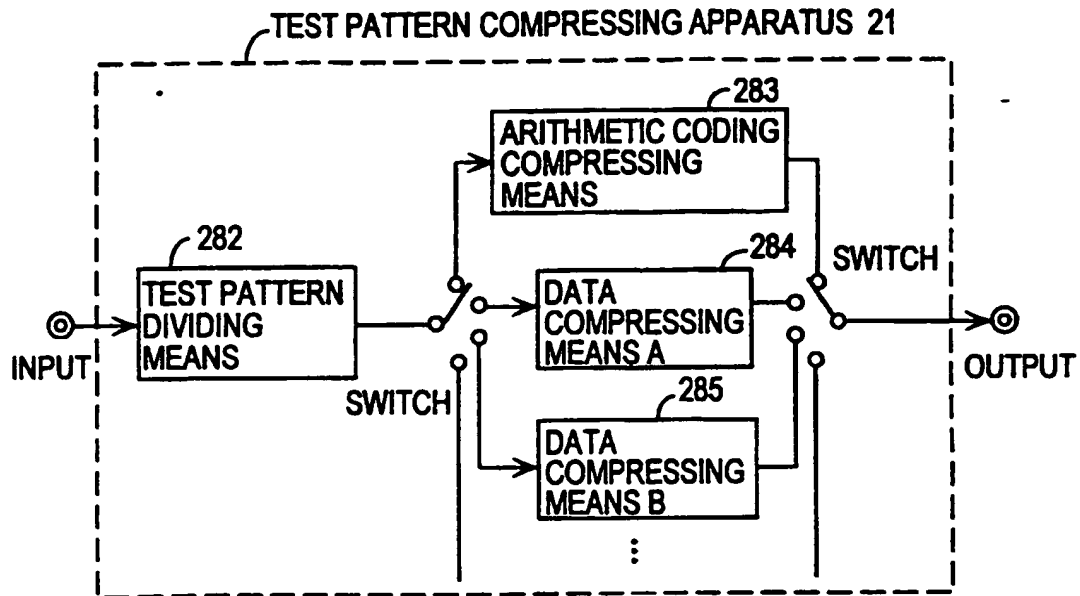 TEST PATTERN COMPRESSING APPARATUS 21
283
ARITHMETIC CODING
COMPRESSING
MEANS
282
TEST PATTERN
DIVIDING
MEANS
284
SWITCH
DATA
COMPRESSING
MEANS A
INPUT
OUTPUT
SWITCH
285
DATA
COMPRESSING
MEANS B